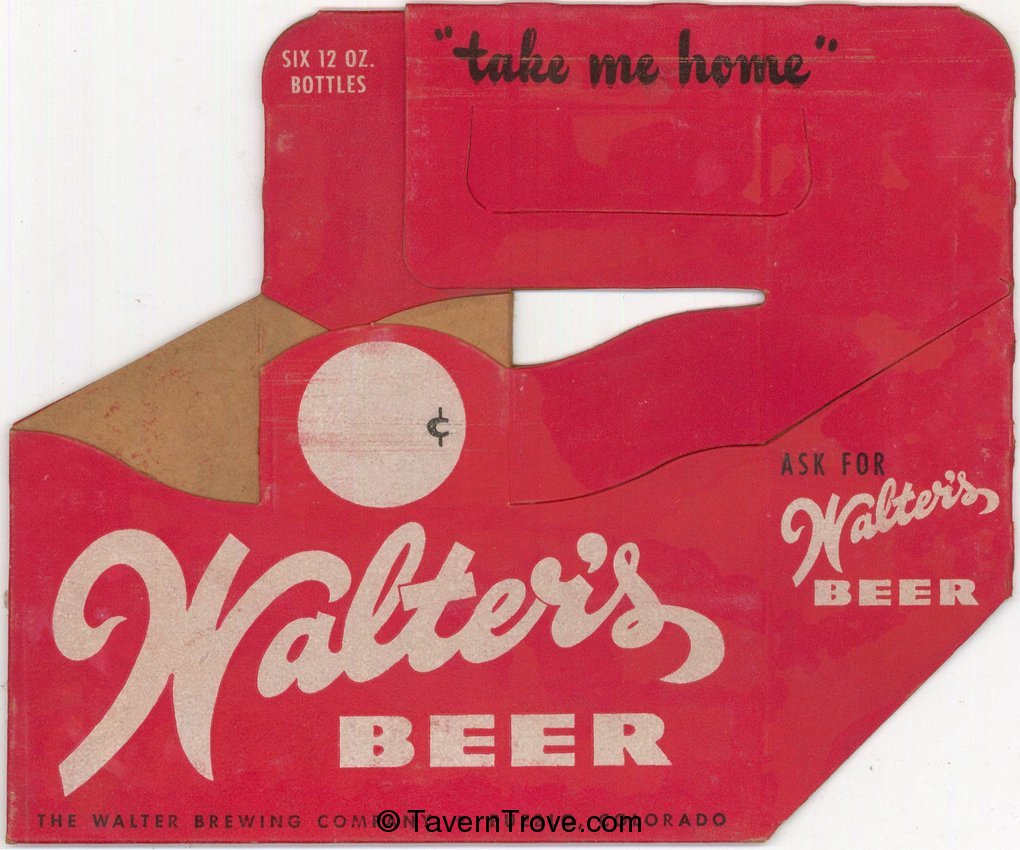 SIX 12 OZ.
BOTTLES
"take me home"
¢
ASK FOR
Walter's
BEER
Walter's
BEER
THE WALTER BREWING COMPANY PUEBLO, COLORADO
© TavernTrove.com